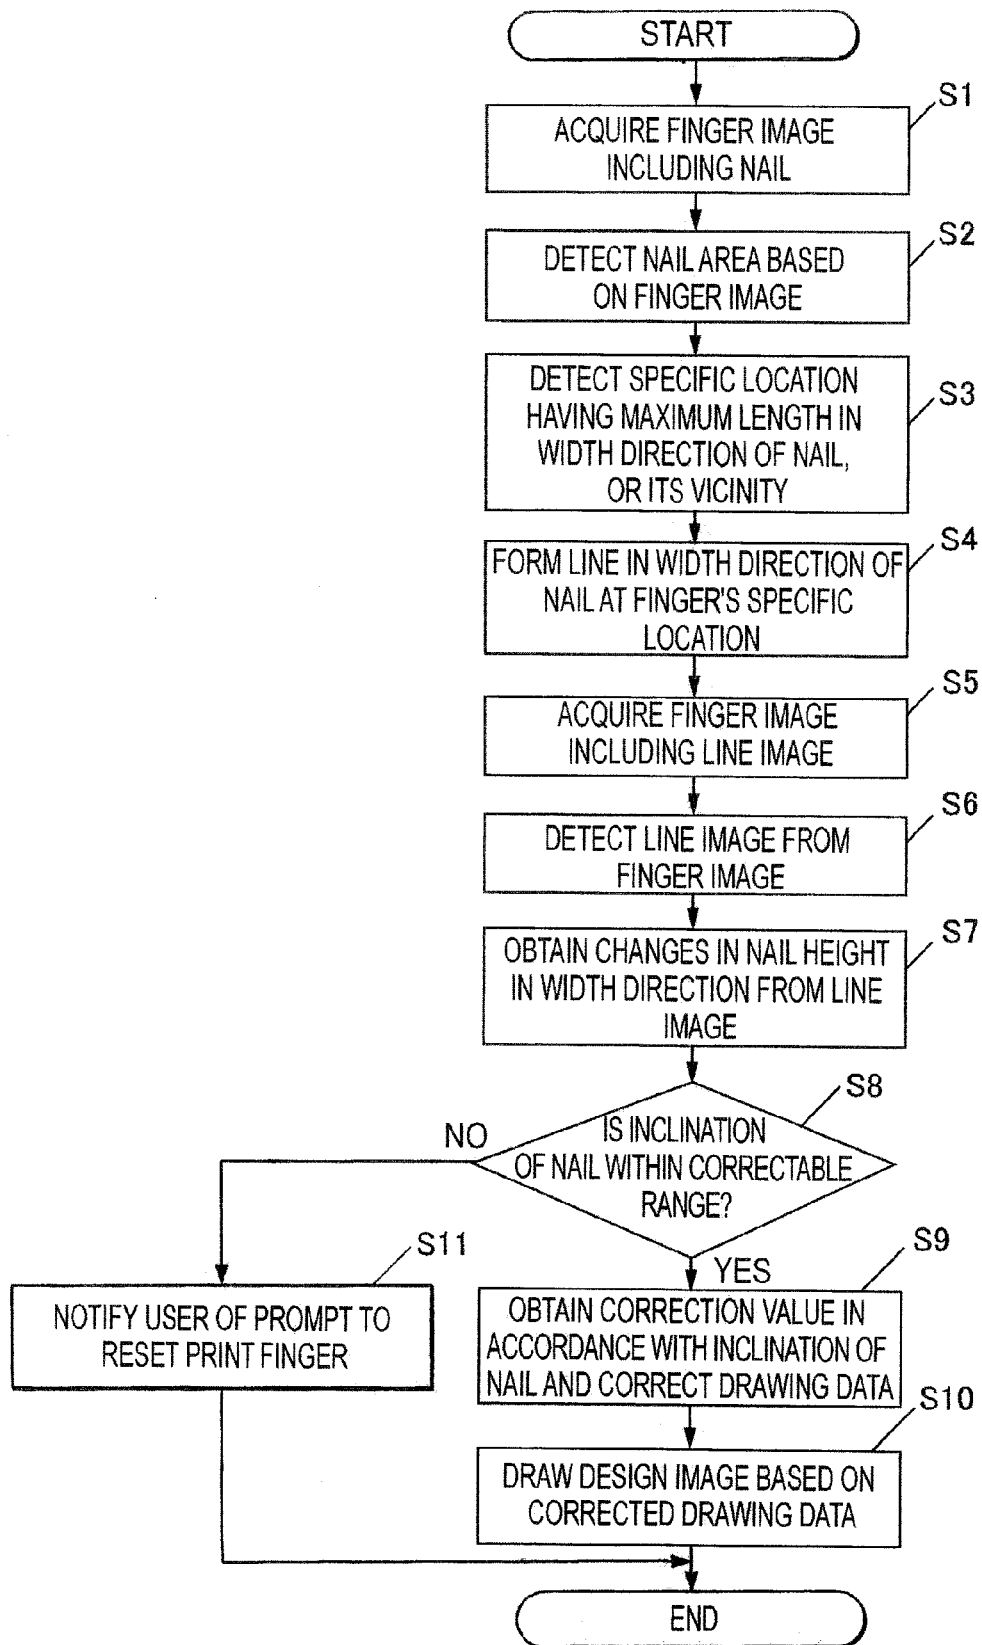 START
S1
ACQUIRE FINGER IMAGE
INCLUDING NAIL
S2
DETECT NAIL AREA BASED
ON FINGER IMAGE
S3
DETECT SPECIFIC LOCATION
HAVING MAXIMUM LENGTH IN
WIDTH DIRECTION OF NAIL,
OR ITS VICINITY
S4
FORM LINE IN WIDTH DIRECTION OF
NAIL AT FINGER'S SPECIFIC
LOCATION
S5
ACQUIRE FINGER IMAGE
INCLUDING LINE IMAGE
S6
DETECT LINE IMAGE FROM
FINGER IMAGE
S7
OBTAIN CHANGES IN NAIL HEIGHT
IN WIDTH DIRECTION FROM LINE
IMAGE
S8
IS INCLINATION
OF NAIL WITHIN CORRECTABLE
RANGE?
NO
YES
S11
NOTIFY USER OF PROMPT TO
RESET PRINT FINGER
S9
OBTAIN CORRECTION VALUE IN
ACCORDANCE WITH INCLINATION OF
NAIL AND CORRECT DRAWING DATA
S10
DRAW DESIGN IMAGE BASED ON
CORRECTED DRAWING DATA
END